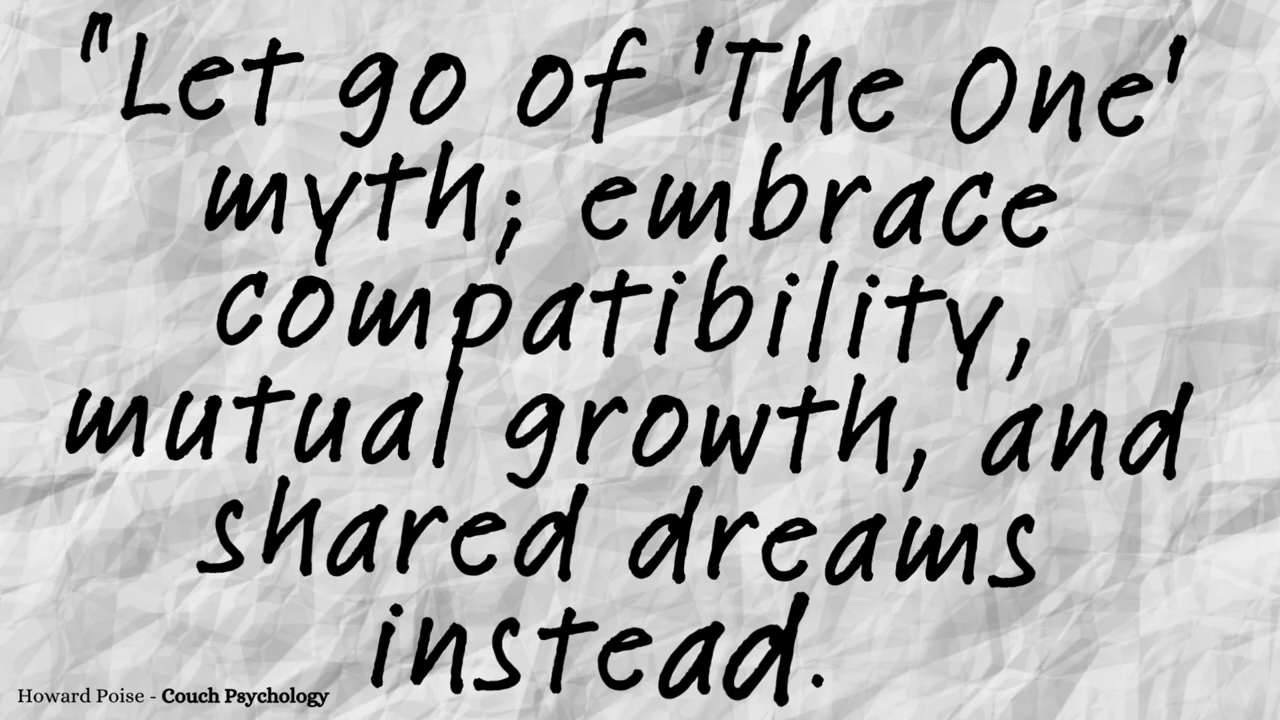 "Let go of 'The One'
myth; embrace
compatibility,
mutual growth, and
shared dreams
instead.
Howard Poise - Couch Psychology